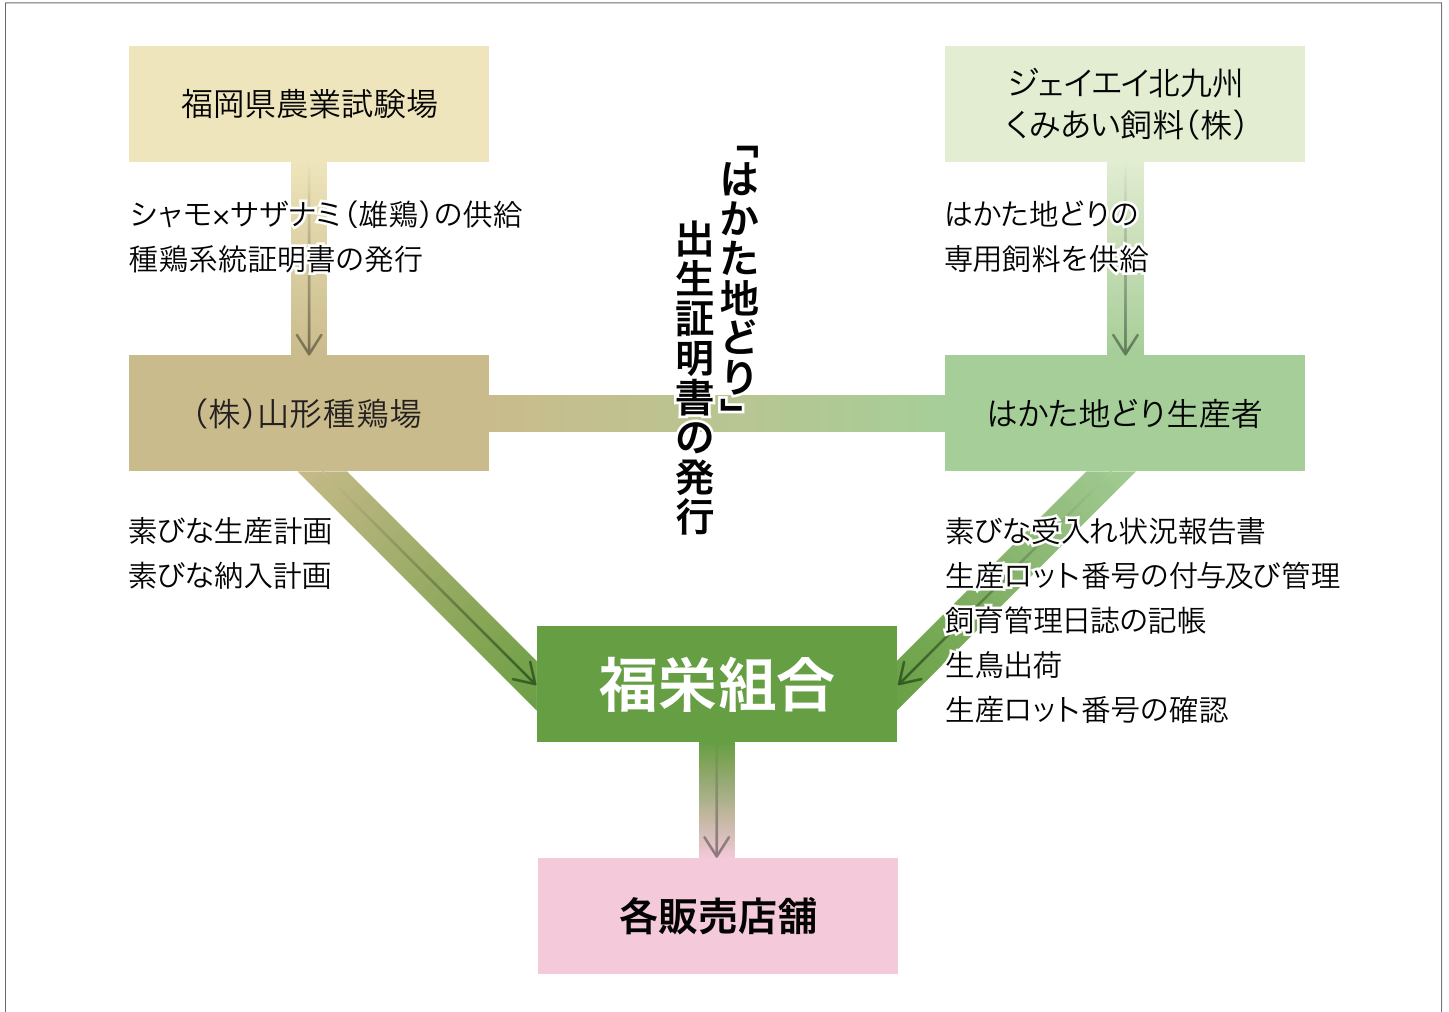 福岡県農業試験場
ジェイエイ北九州
くみあい飼料（株）
シャモ×サザナミ（雄鶏）の供給
種鶏系統証明書の発行
はかた地どりの
専用飼料を供給
「はかた地どり」
出生証明書の発行
（株）山形種鶏場
はかた地どり生産者
素びな生産計画
素びな納入計画
素びな受入れ状況報告書
生産ロット番号の付与及び管理
飼育管理日誌の記帳
生鳥出荷
生産ロット番号の確認
福栄組合
各販売店舗